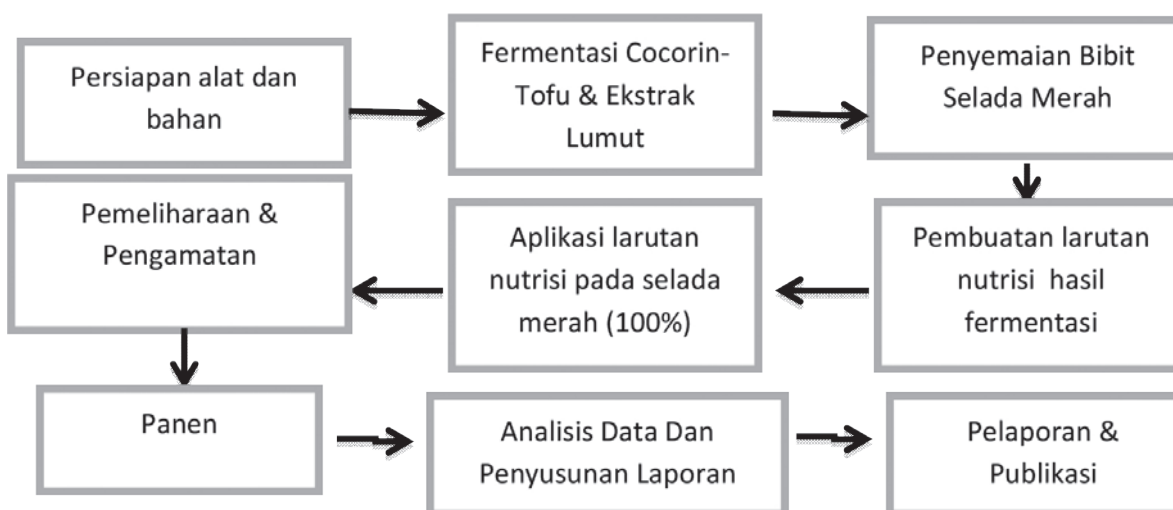 Persiapan alat dan
bahan
Fermentasi Cocorin-
Tofu & Ekstrak
Lumut
Penyemaian Bibit
Selada Merah
Pembuatan larutan
nutrisi hasil
fermentasi
Aplikasi larutan
nutrisi pada selada
merah (100%)
Pemeliharaan &
Pengamatan
Panen
Analisis Data Dan
Penyusunan Laporan
Pelaporan &
Publikasi